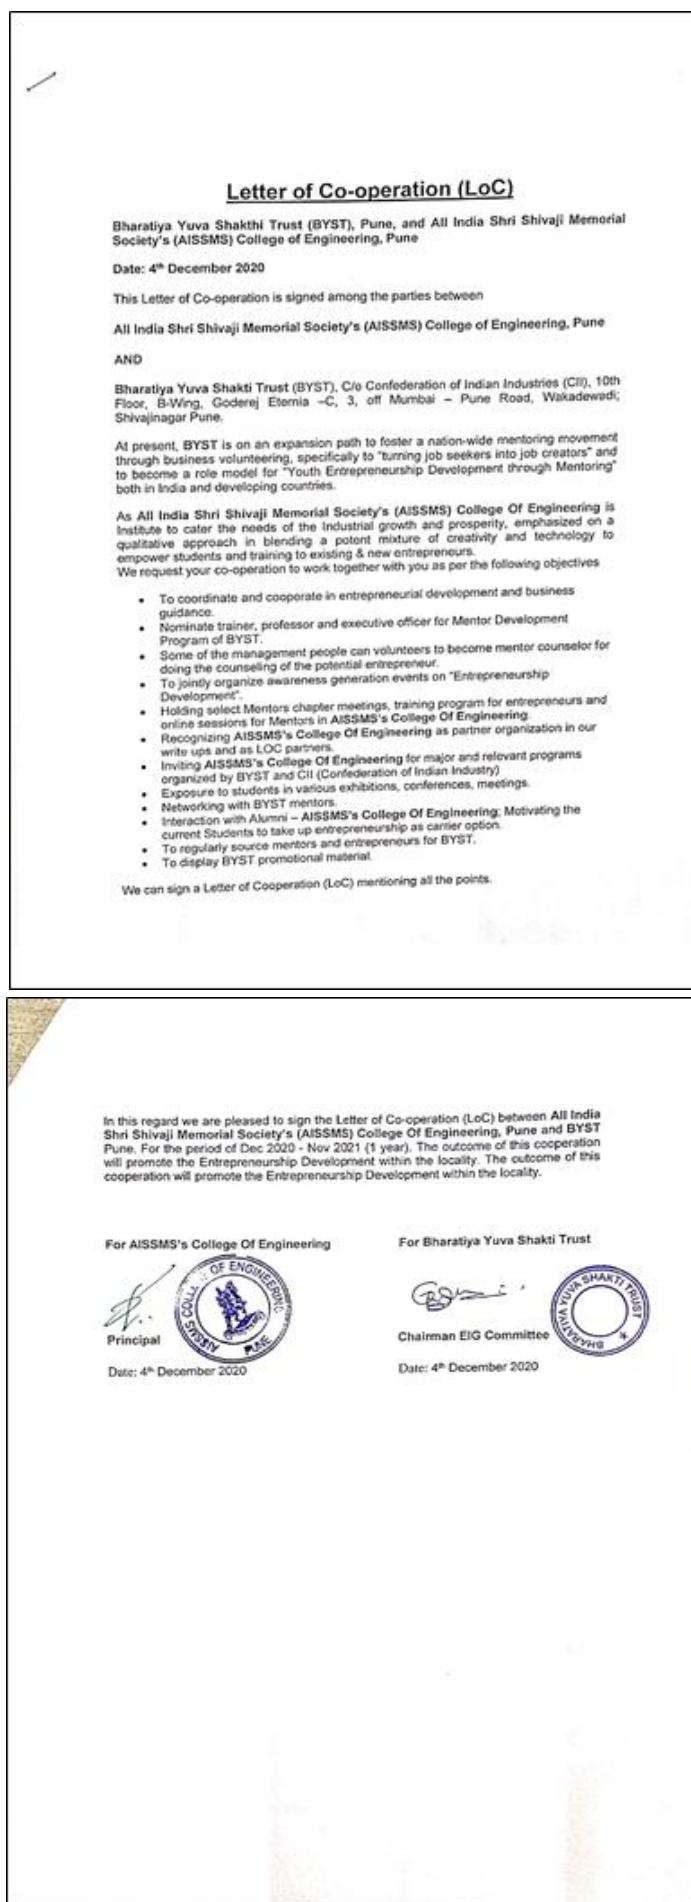 Letter of Co-operation (LoC)
Bharatiya Yuva Shakthi Trust (BYST), Pune, and All India Shri Shivaji Memorial
Society's (AISSMS) College of Engineering, Pune
Date: 4th December 2020
This Letter of Co-operation is signed among the parties between
All India Shri Shivaji Memorial Society's (AISSMS) College of Engineering, Pune
AND
Bharatiya Yuva Shakti Trust (BYST), C/o Confederation of Indian Industries (CII), 10th
Floor, B-Wing, Goderej Eternia –C, 3, off Mumbai – Pune Road, Wakadewadi;
Shivajinagar Pune.
At present, BYST is on an expansion path to foster a nation-wide mentoring movement
through business volunteering, specifically to "turning job seekers into job creators" and
to become a role model for "Youth Entrepreneurship Development through Mentoring"
both in India and developing countries.
As All India Shri Shivaji Memorial Society's (AISSMS) College Of Engineering is
Institute to cater the needs of the Industrial growth and prosperity, emphasized on a
qualitative approach in blending a potent mixture of creativity and technology to
empower students and training to existing & new entrepreneurs.
We request your co-operation to work together with you as per the following objectives
• To coordinate and cooperate in entrepreneurial development and business
guidance.
• Nominate trainer, professor and executive officer for Mentor Development
Program of BYST.
• Some of the management people can volunteers to become mentor counselor for
doing the counseling of the potential entrepreneur.
• To jointly organize awareness generation events on "Entrepreneurship
Development".
• Holding select Mentors chapter meetings, training program for entrepreneurs and
online sessions for Mentors in AISSMS's College Of Engineering.
• Recognizing AISSMS's College Of Engineering as partner organization in our
write ups and as LOC partners.
• Inviting AISSMS's College Of Engineering for major and relevant programs
organized by BYST and CII (Confederation of Indian Industry)
• Exposure to students in various exhibitions, conferences, meetings.
• Networking with BYST mentors.
• Interaction with Alumni – AISSMS's College Of Engineering; Motivating the
current Students to take up entrepreneurship as carrier option.
• To regularly source mentors and entrepreneurs for BYST.
• To display BYST promotional material.
We can sign a Letter of Cooperation (LoC) mentioning all the points.
In this regard we are pleased to sign the Letter of Co-operation (LoC) between All India
Shri Shivaji Memorial Society's (AISSMS) College Of Engineering, Pune and BYST
Pune. For the period of Dec 2020 - Nov 2021 (1 year). The outcome of this cooperation
will promote the Entrepreneurship Development within the locality. The outcome of this
cooperation will promote the Entrepreneurship Development within the locality.
For AISSMS's College Of Engineering
AISSMS COLLEGE OF ENGINEERING
PUNE
Principal
Date: 4th December 2020
For Bharatiya Yuva Shakti Trust
BHARATIYA YUVA SHAKTI TRUST
Chairman EIG Committee
Date: 4th December 2020